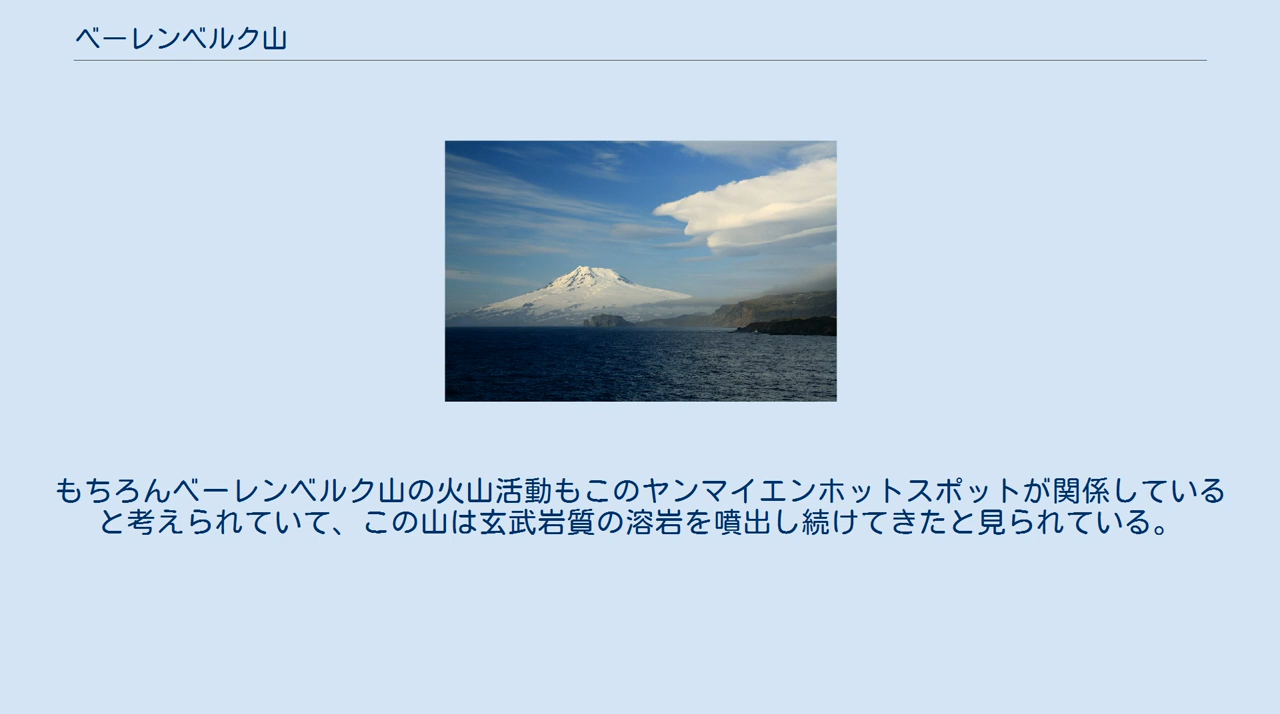 ベーレンベルク山
もちろんベーレンベルク山の火山活動もこのヤンマイエンホットスポットが関係している
と考えられていて、この山は玄武岩質の溶岩を噴出し続けてきたと見られている。